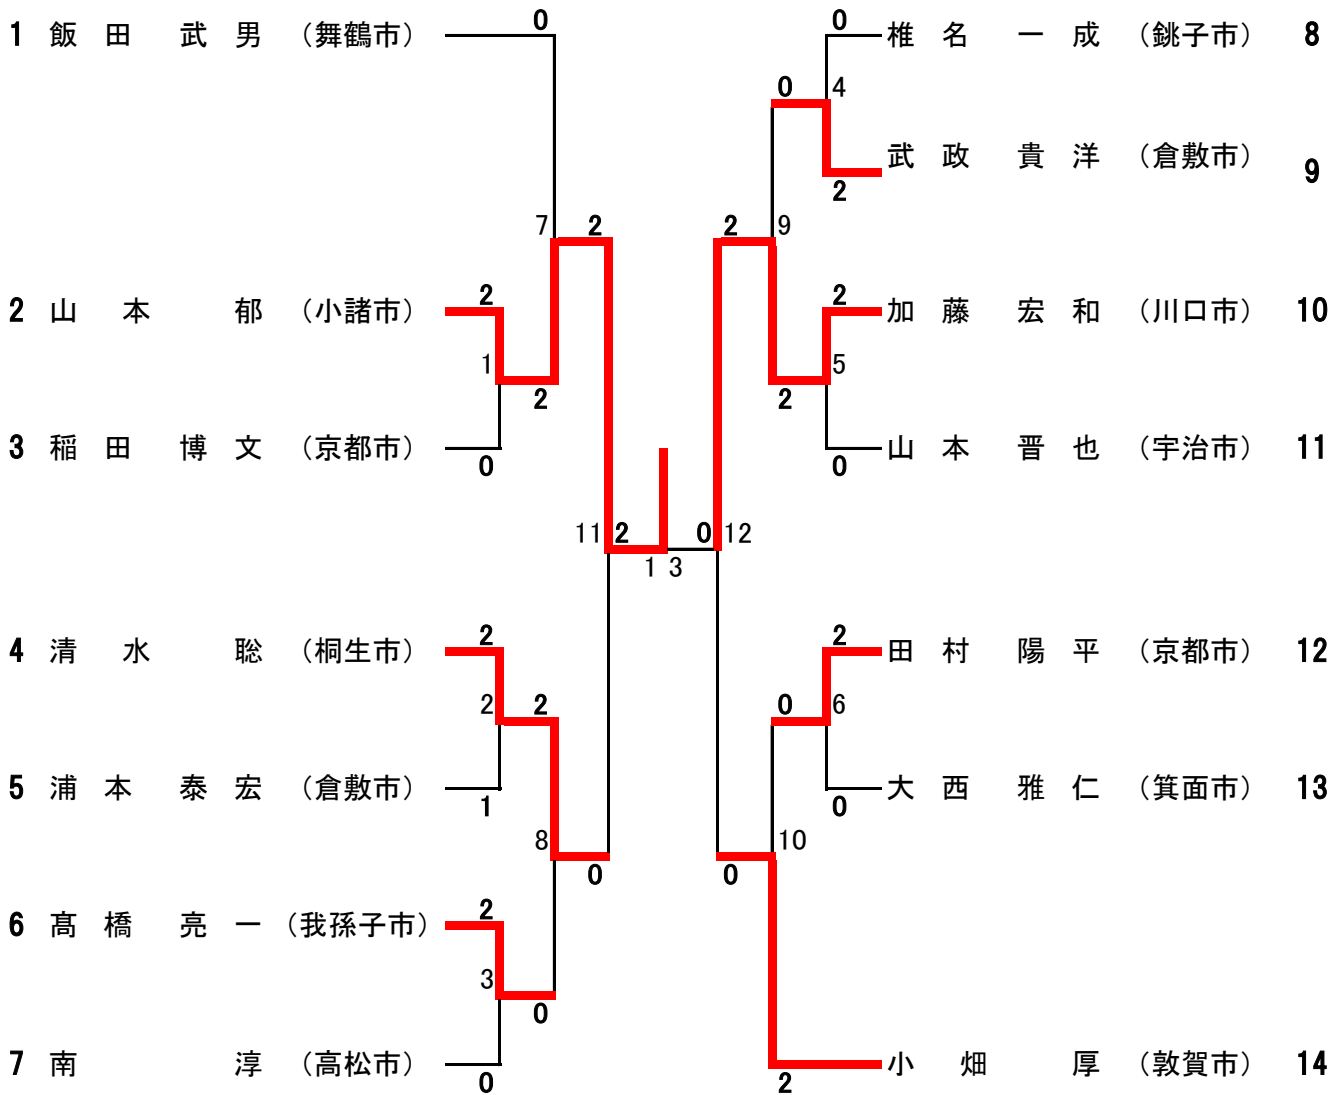 0 0
1 飯田 武男 （舞鶴市） 椎名 一成 （銚子市） 8
0 4
武政 貴洋 （倉敷市） 9
2
7 2 2 9
2 2
2 山本 郁 （小諸市） 加藤 宏和 （川口市） 10
1 5
2 2
3 稲田 博文 （京都市） 山本 晋也 （宇治市） 11
0 0
11 2 0 12
13
2 2
4 清水 聡 （桐生市） 田村 陽平 （京都市） 12
2 2 0 6
5 浦本 泰宏 （倉敷市） 大西 雅仁 （箕面市） 13
1 0
8 10
0 0
2
6 髙橋 亮一 （我孫子市）
3
0
7 南 淳 （高松市） 小畑 厚 （敦賀市） 14
0 2